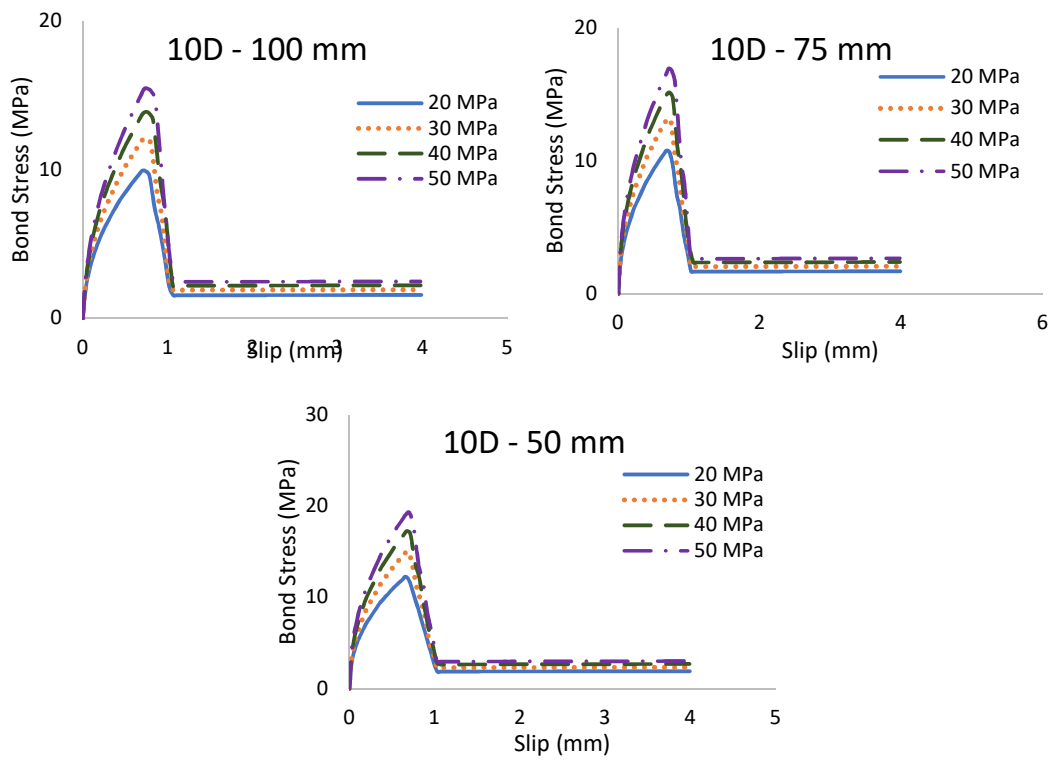 10D - 100 mm
Bond Stress (MPa)
20
10
0
20 MPa
30 MPa
40 MPa
50 MPa
0 1 2 3 4 5
Slip (mm)
10D - 75 mm
Bond Stress (MPa)
20
10
0
20 MPa
30 MPa
40 MPa
50 MPa
0 2 4 6
Slip (mm)
10D - 50 mm
Bond Stress (MPa)
30
20
10
0
20 MPa
30 MPa
40 MPa
50 MPa
0 1 2 3 4 5
Slip (mm)